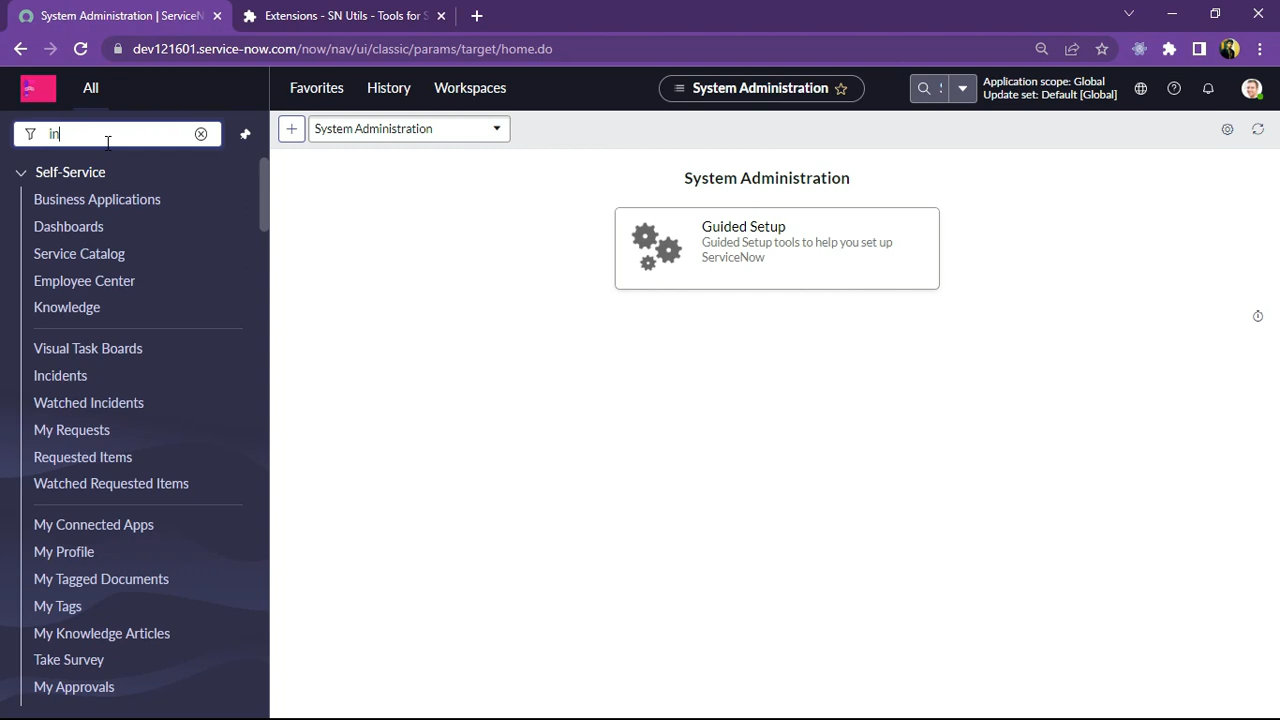 System Administration | ServiceN
Extensions - SN Utils - Tools for S
dev121601.service-now.com/now/nav/ui/classic/params/target/home.do
All
Favorites
History
Workspaces
System Administration
Application scope: Global
Update set: Default [Global]
in
System Administration
Self-Service
Business Applications
Dashboards
Service Catalog
Employee Center
Knowledge
Visual Task Boards
Incidents
Watched Incidents
My Requests
Requested Items
Watched Requested Items
My Connected Apps
My Profile
My Tagged Documents
My Tags
My Knowledge Articles
Take Survey
My Approvals
System Administration
Guided Setup
Guided Setup tools to help you set up
ServiceNow